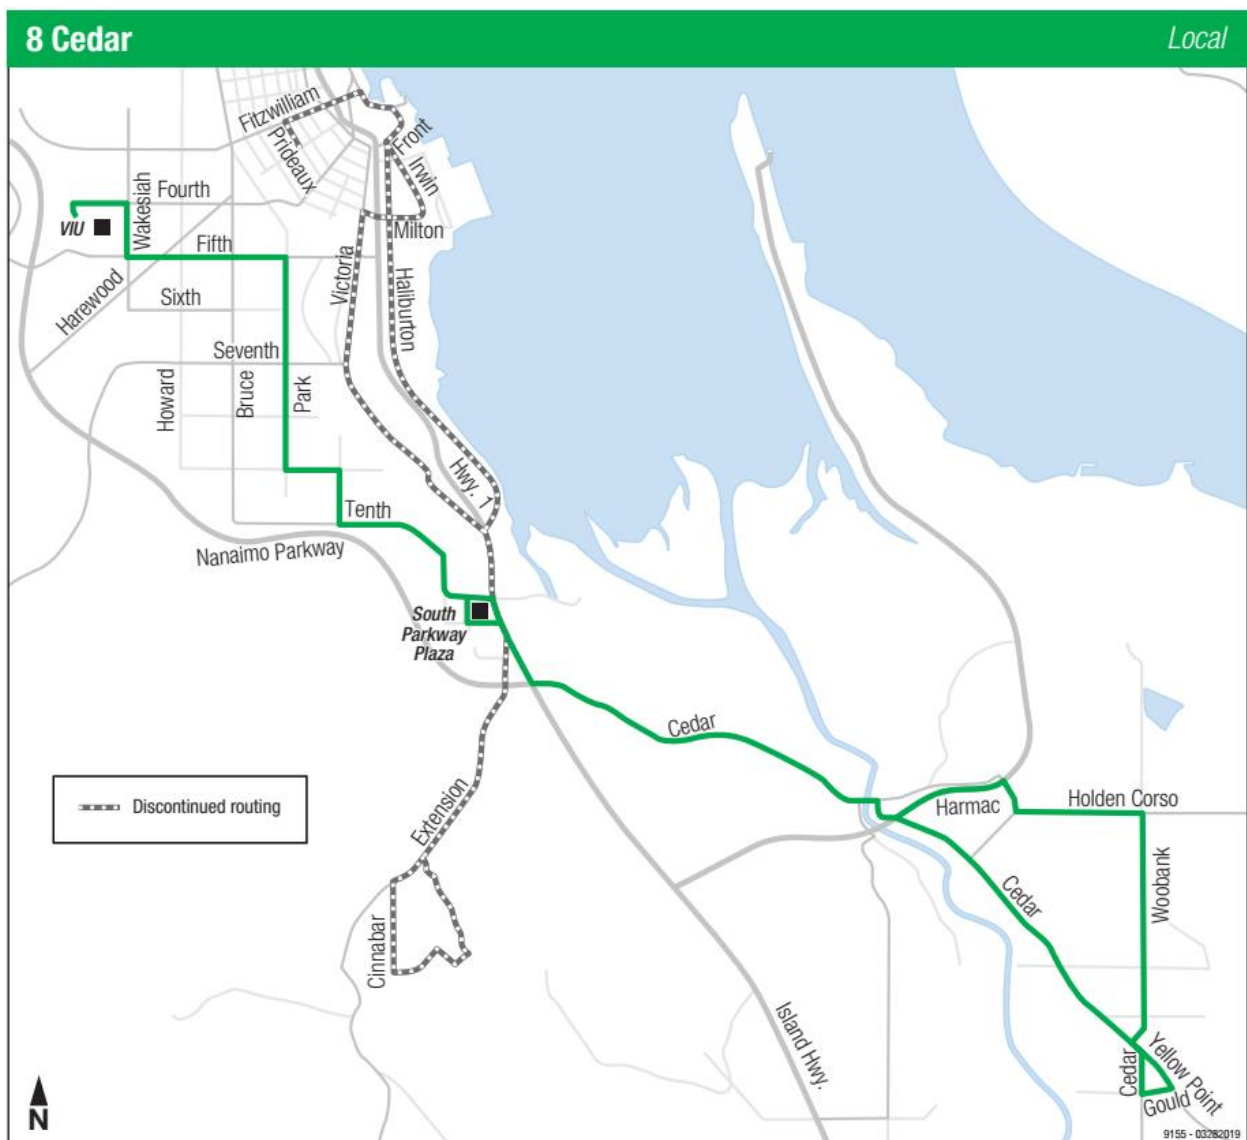 8 Cedar
Local
Fitzwilliam
Prideaux
Front
Irwin
Fourth
Wakesiah
VIU
Milton
Fifth
Victoria
Haliburton
Harewood
Sixth
Seventh
Howard
Bruce
Park
Hwy. 1
Tenth
Nanaimo Parkway
South
Parkway
Plaza
Cedar
Discontinued routing
Extension
Harmac
Holden Corso
Cedar
Woobank
Cinnabar
Island Hwy.
Cedar
Yellow Point
Gould
N
9155 - 03282019